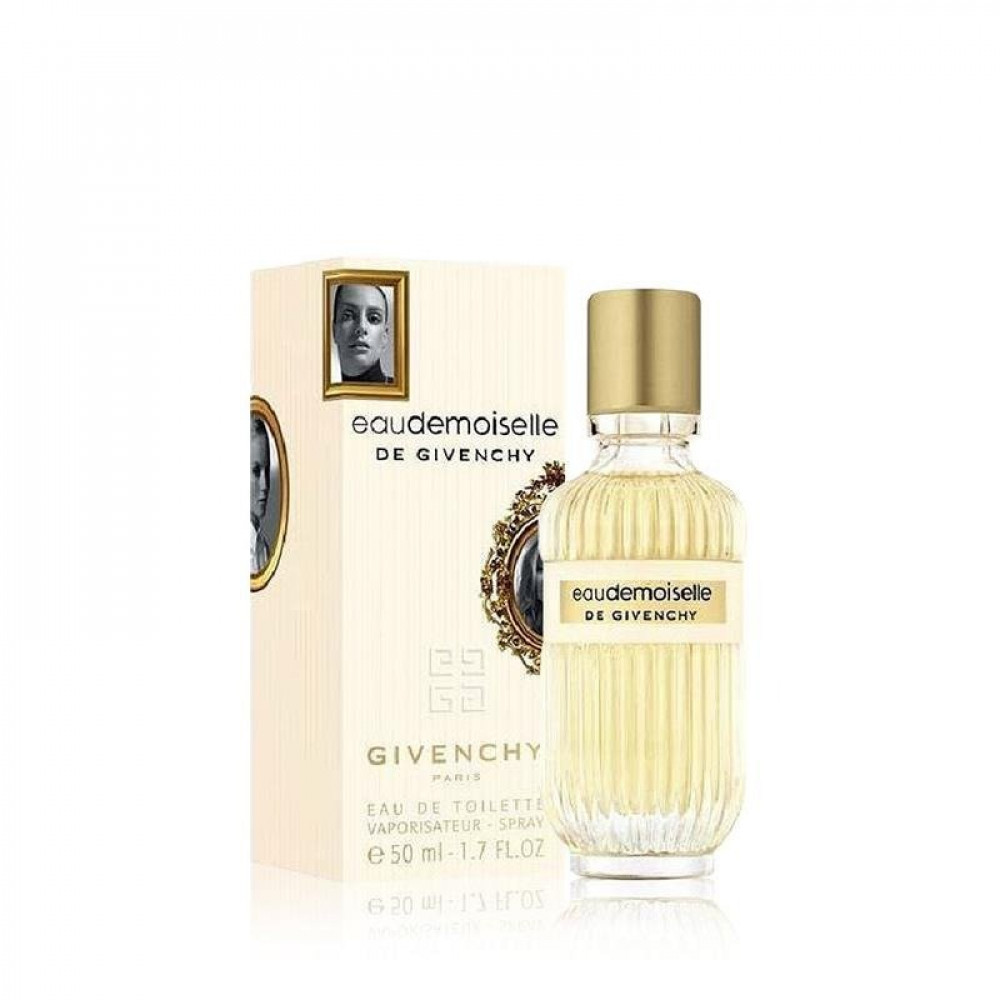 eaudemoiselle
DE GIVENCHY
GIVENCHY
PARIS
EAU DE TOILETTE
VAPORISATEUR - SPRAY
e 50 ml - 1.7 FL.OZ
eaudemoiselle
DE GIVENCHY